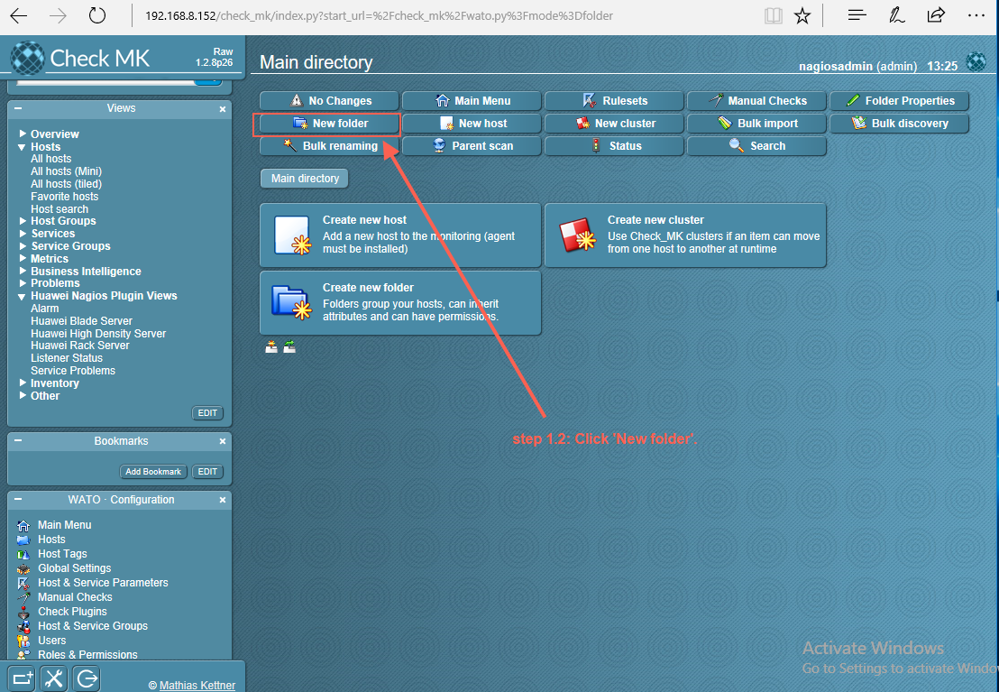 192.168.8.152/check_mk/index.py?start_url=%2Fcheck_mk%2Fwato.py%3Fmode%3Dfolder
Check MK
Raw
1.2.8p26
Main directory
nagiosadmin (admin) 13:25
Views
Overview
Hosts
All hosts
All hosts (Mini)
All hosts (tiled)
Favorite hosts
Host search
Host Groups
Services
Service Groups
Metrics
Business Intelligence
Problems
Huawei Nagios Plugin Views
Alarm
Huawei Blade Server
Huawei High Density Server
Huawei Rack Server
Listener Status
Service Problems
Inventory
Other
EDIT
Bookmarks
Add Bookmark EDIT
WATO · Configuration
Main Menu
Hosts
Host Tags
Global Settings
Host & Service Parameters
Manual Checks
Check Plugins
Host & Service Groups
Users
Roles & Permissions
© Mathias Kettner
No Changes Main Menu Rulesets Manual Checks Folder Properties
New folder New host New cluster Bulk import Bulk discovery
Bulk renaming Parent scan Status Search
Main directory
Create new host
Add a new host to the monitoring (agent
must be installed)
Create new cluster
Use Check_MK clusters if an item can move
from one host to another at runtime
Create new folder
Folders group your hosts, can inherit
attributes and can have permissions.
step 1.2: Click 'New folder'.
Activate Windows
Go to Settings to activate Windo